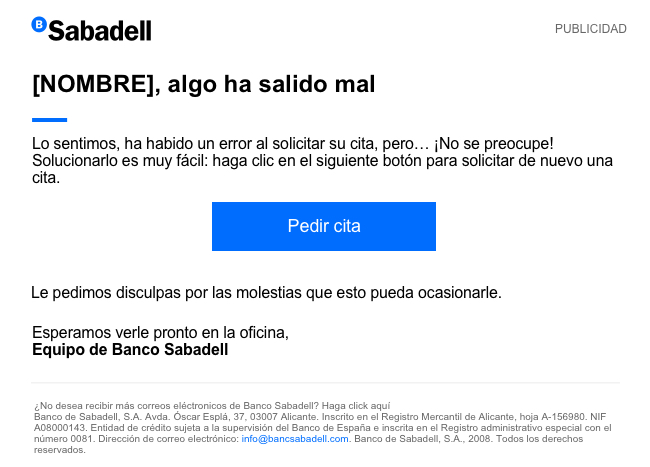 B Sabadell
PUBLICIDAD
[NOMBRE], algo ha salido mal
Lo sentimos, ha habido un error al solicitar su cita, pero… ¡No se preocupe!
Solucionarlo es muy fácil: haga clic en el siguiente botón para solicitar de nuevo una
cita.
Pedir cita
Le pedimos disculpas por las molestias que esto pueda ocasionarle.
Esperamos verle pronto en la oficina,
Equipo de Banco Sabadell
¿No desea recibir más correos eléctronicos de Banco Sabadell? Haga click aquí
Banco de Sabadell, S.A. Avda. Óscar Esplá, 37, 03007 Alicante. Inscrito en el Registro Mercantil de Alicante, hoja A-156980. NIF
A08000143. Entidad de crédito sujeta a la supervisión del Banco de España e inscrita en el Registro administrativo especial con el
número 0081. Dirección de correo electrónico: info@bancsabadell.com. Banco de Sabadell, S.A., 2008. Todos los derechos
reservados.